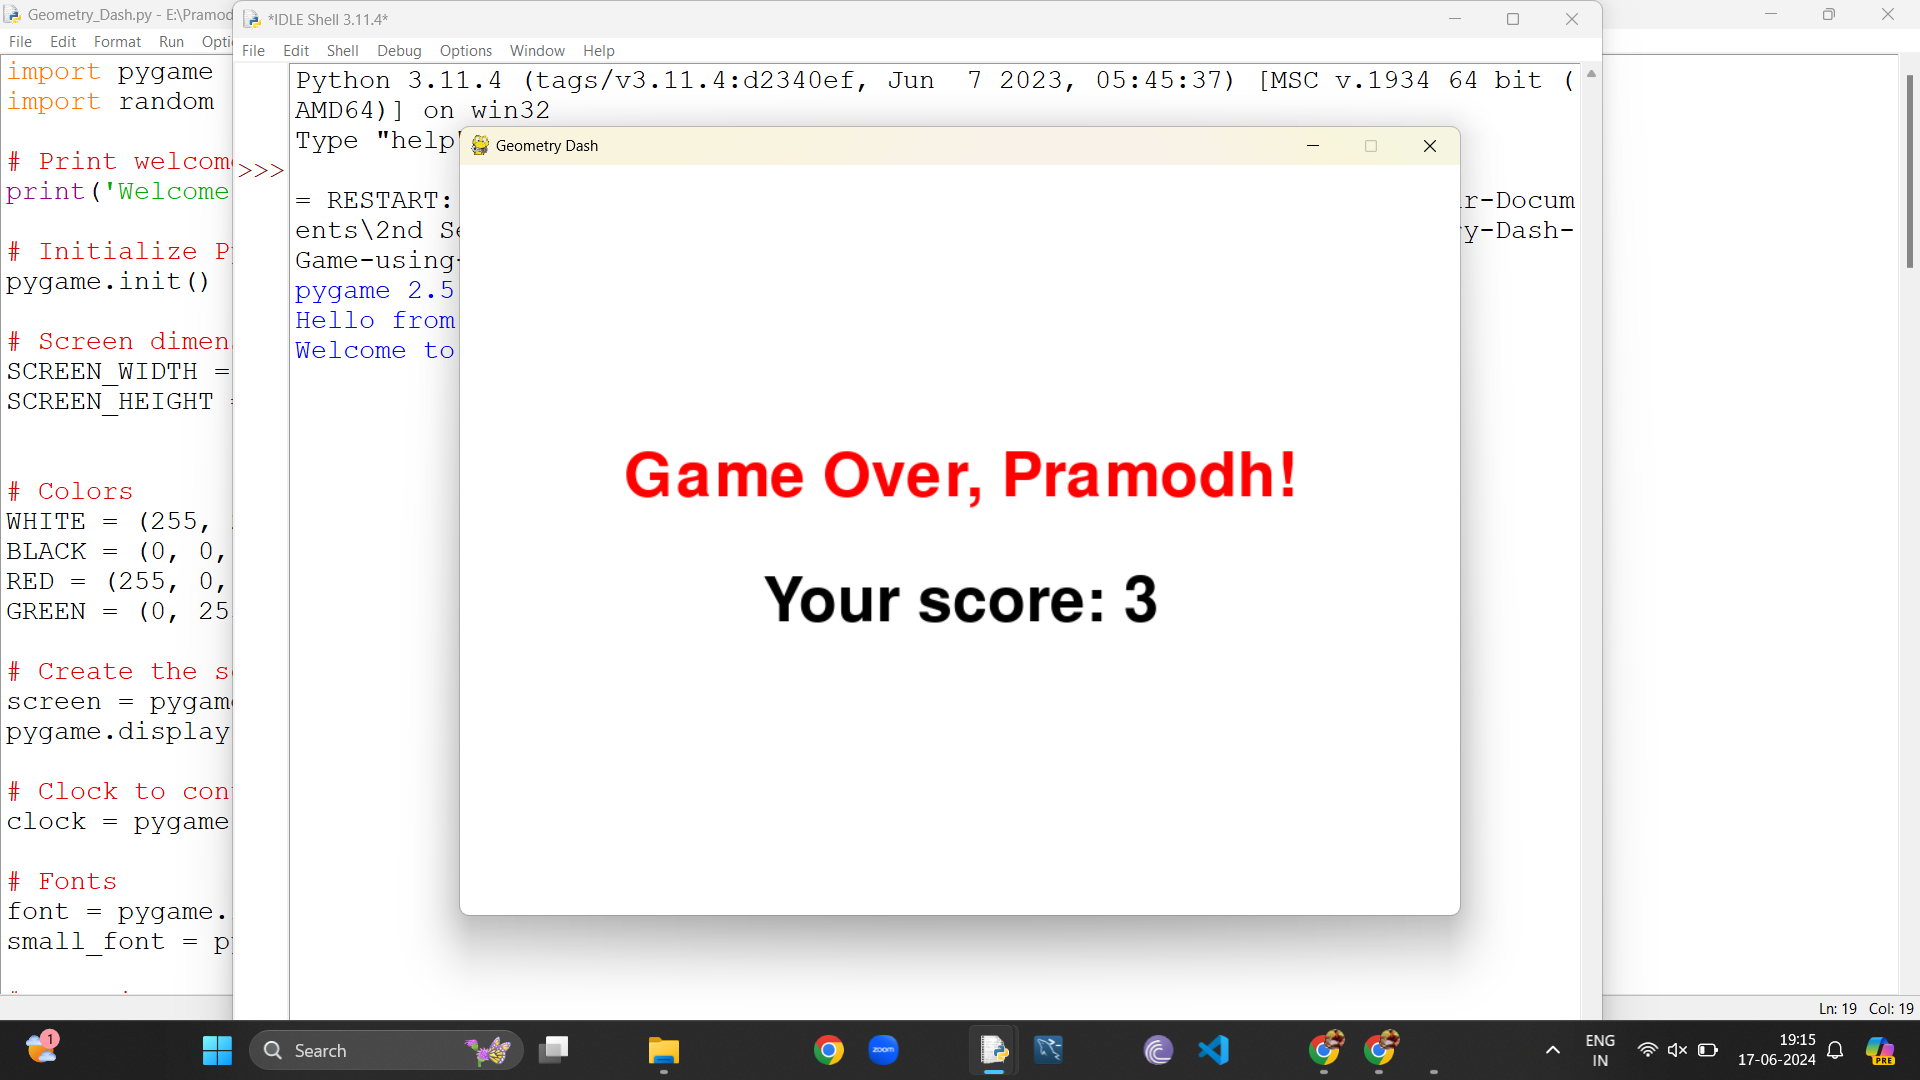 Geometry_Dash.py - E:\Pramod
File Edit Format Run
import pygame
import random
# Print
print('Welcome
# Initialize
pygame.init()
# Screen
SCREEN_WIDTH =
SCREEN_HEIGHT
# Colors
WHITE = (255,
BLACK = (0, 0,
RED = (255, 0,
GREEN = (0,
# Create the
screen =
pygame.display
# Clock to
clock = pygame
# Fonts
font = pygame.
small_font =
*IDLE Shell 3.11.4*
File Edit Shell Debug Options Window Help
Python 3.11.4 (tags/v3.11.4:d2340ef, Jun  7 2023, 05:45:37) [MSC v.1934 64 bit (
AMD64)] on win32
Type "help
>>>
= RESTART: r-Docum
ents\2nd y-Dash-
Game-using
pygame 2.5
Hello from
Welcome to
Geometry Dash
Game Over, Pramodh!
Your score: 3
Ln: 19 Col: 19
1
Search
zoom
ENG
IN
19:15
17-06-2024
PRE